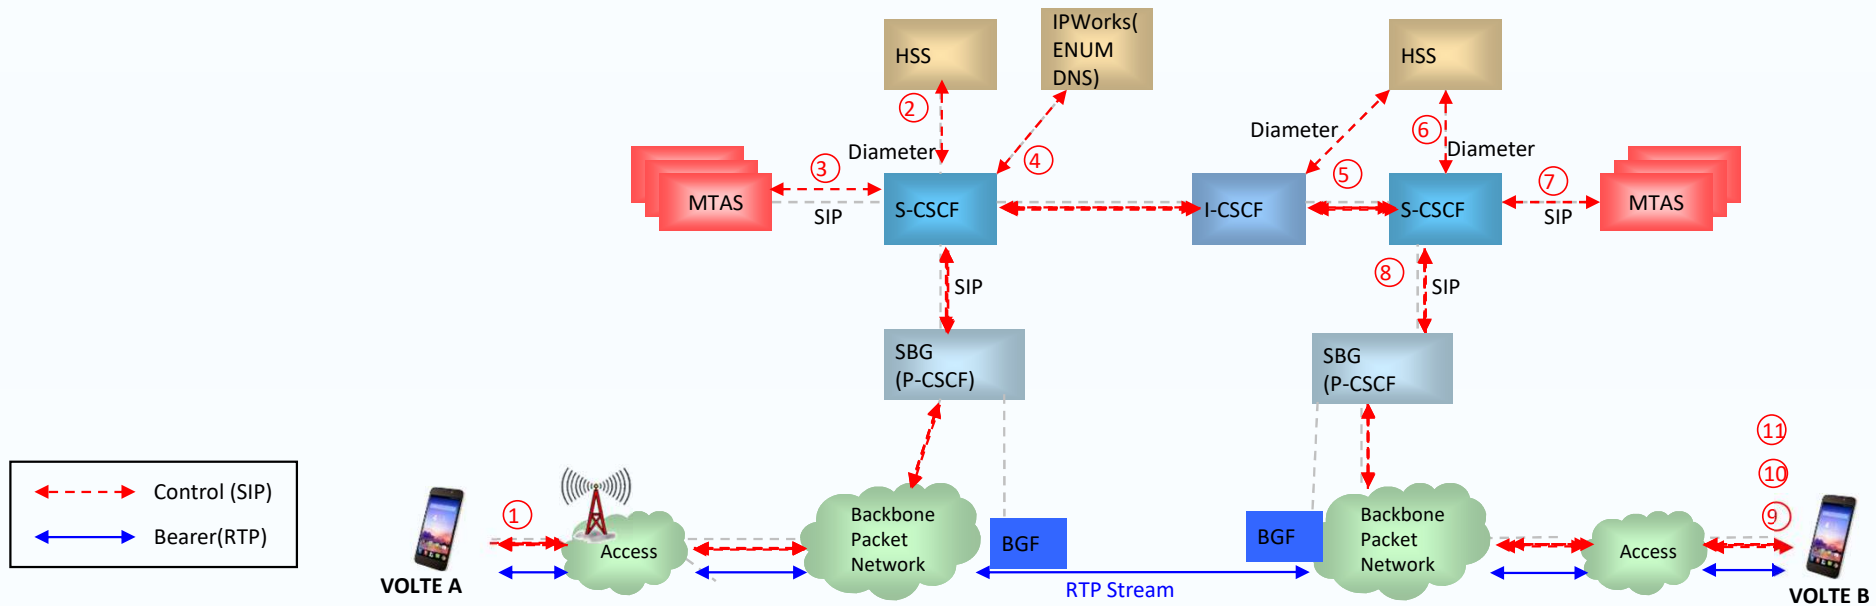 HSS
IPWorks(
ENUM
DNS)
HSS
②
Diameter
⑥
④
Diameter
Diameter
③
⑤
⑦
MTAS
SIP
S-CSCF
I-CSCF
S-CSCF
SIP
MTAS
⑧
SIP
SIP
SBG
(P-CSCF)
SBG
(P-CSCF
⑪
⑩
⑨
Control (SIP)
Bearer(RTP)
①
Access
Backbone
Packet
Network
BGF
BGF
Backbone
Packet
Network
Access
RTP Stream
VOLTE A
VOLTE B